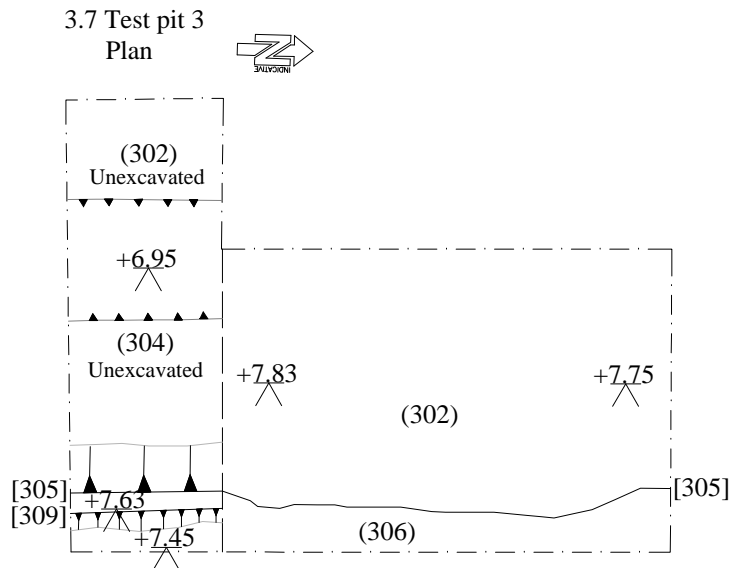 3.7 Test pit 3
Plan
N
INDICATIVE
(302)
Unexcavated
+6.95
(304)
Unexcavated
+7.83
+7.75
(302)
[305]
[305]
+7.63
[309]
(306)
+7.45